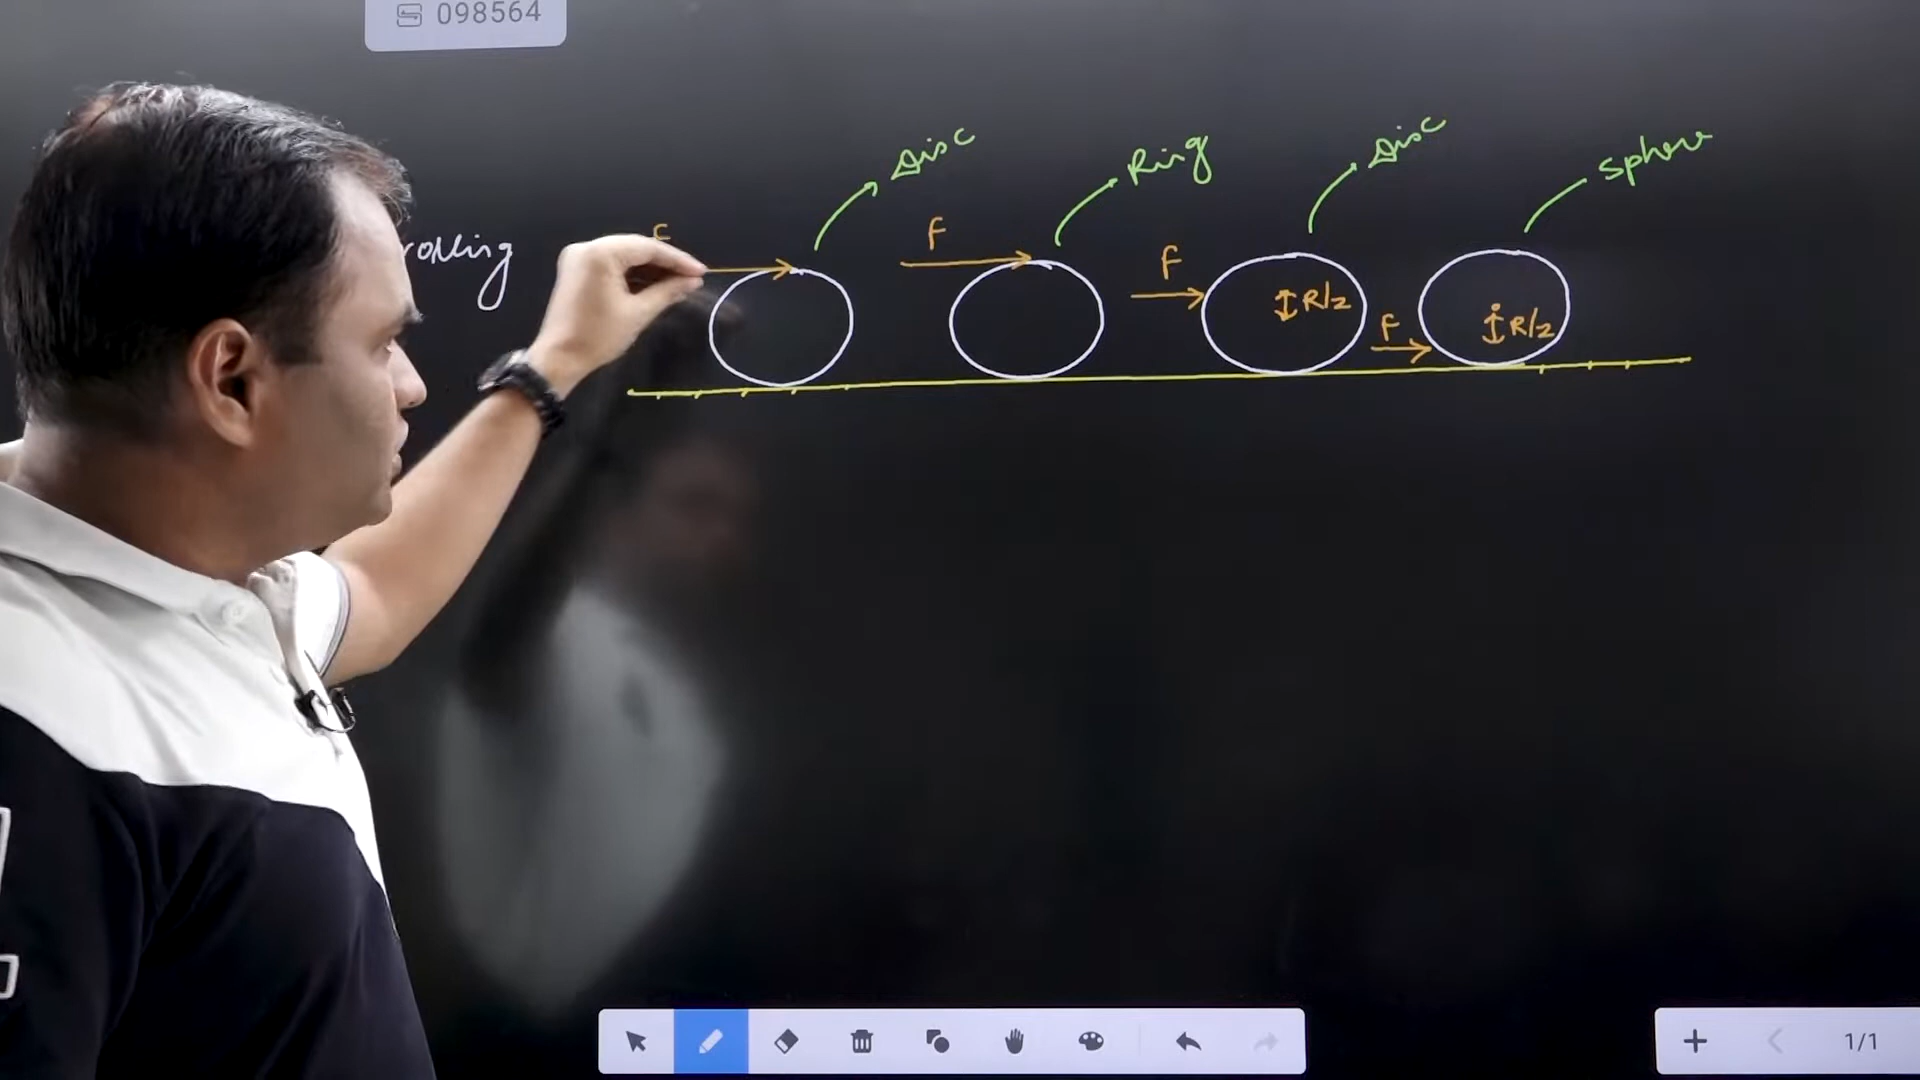 098564
Disc
Ring
Disc
Sphere
rolling
F
F
F
R/2
F
R/2
1/1